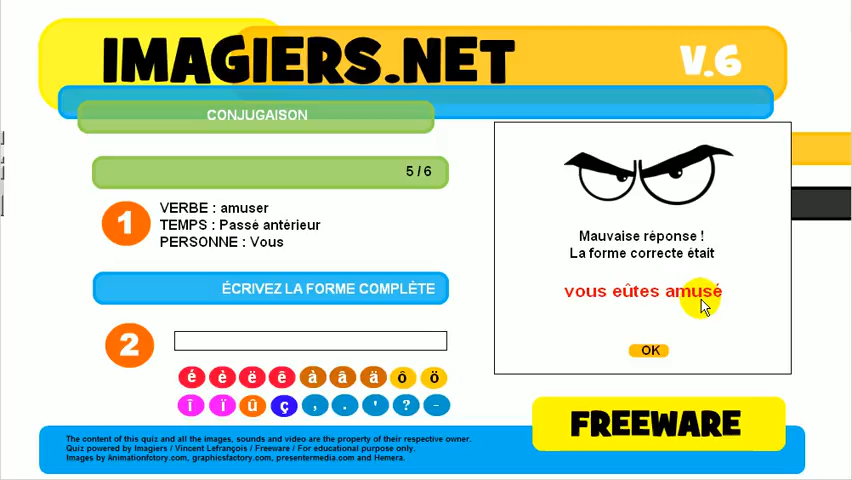 IMAGIERS.NET
V.6
CONJUGAISON
5 / 6
1
VERBE : amuser
TEMPS : Passé antérieur
PERSONNE : Vous
ÉCRIVEZ LA FORME COMPLÈTE
2
é è ë ê à â ä ô ö
î ï û ç , . ' ? -
Mauvaise réponse !
La forme correcte était
vous eûtes amusé
OK
FREEWARE
The content of this quiz and all the images, sounds and video are the property of their respective owner.
Quiz powered by Imagiers / Vincent Lefrançois / Freeware / For educational purpose only.
Images by Animationfctory.com, graphicsfactory.com, presentermedia.com and Hemera.